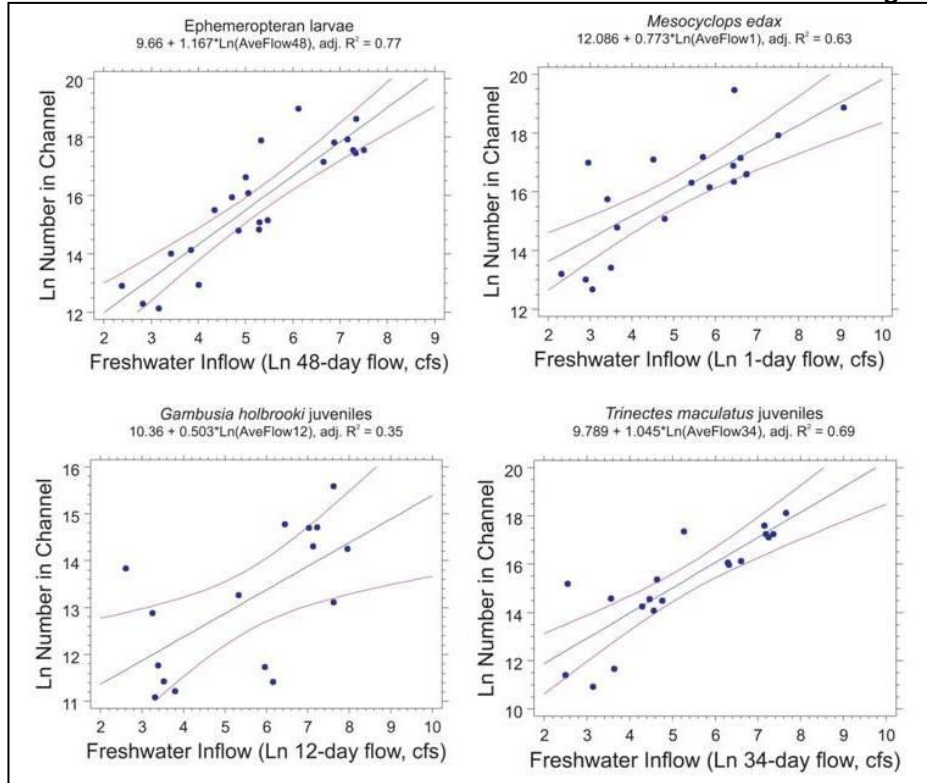 Ephemeropteran larvae
9.66 + 1.167*Ln(AveFlow48), adj. R² = 0.77
Ln Number in Channel
20
18
16
14
12
2 3 4 5 6 7 8 9
Freshwater Inflow (Ln 48-day flow, cfs)
Mesocyclops edax
12.086 + 0.773*Ln(AveFlow1), adj. R² = 0.63
Ln Number in Channel
20
18
16
14
12
2 3 4 5 6 7 8 9 10
Freshwater Inflow (Ln 1-day flow, cfs)
Gambusia holbrooki juveniles
10.36 + 0.503*Ln(AveFlow12), adj. R² = 0.35
Ln Number in Channel
16
15
14
13
12
11
2 3 4 5 6 7 8 9 10
Freshwater Inflow (Ln 12-day flow, cfs)
Trinectes maculatus juveniles
9.789 + 1.045*Ln(AveFlow34), adj. R² = 0.69
Ln Number in Channel
20
18
16
14
12
10
2 3 4 5 6 7 8 9 10
Freshwater Inflow (Ln 34-day flow, cfs)